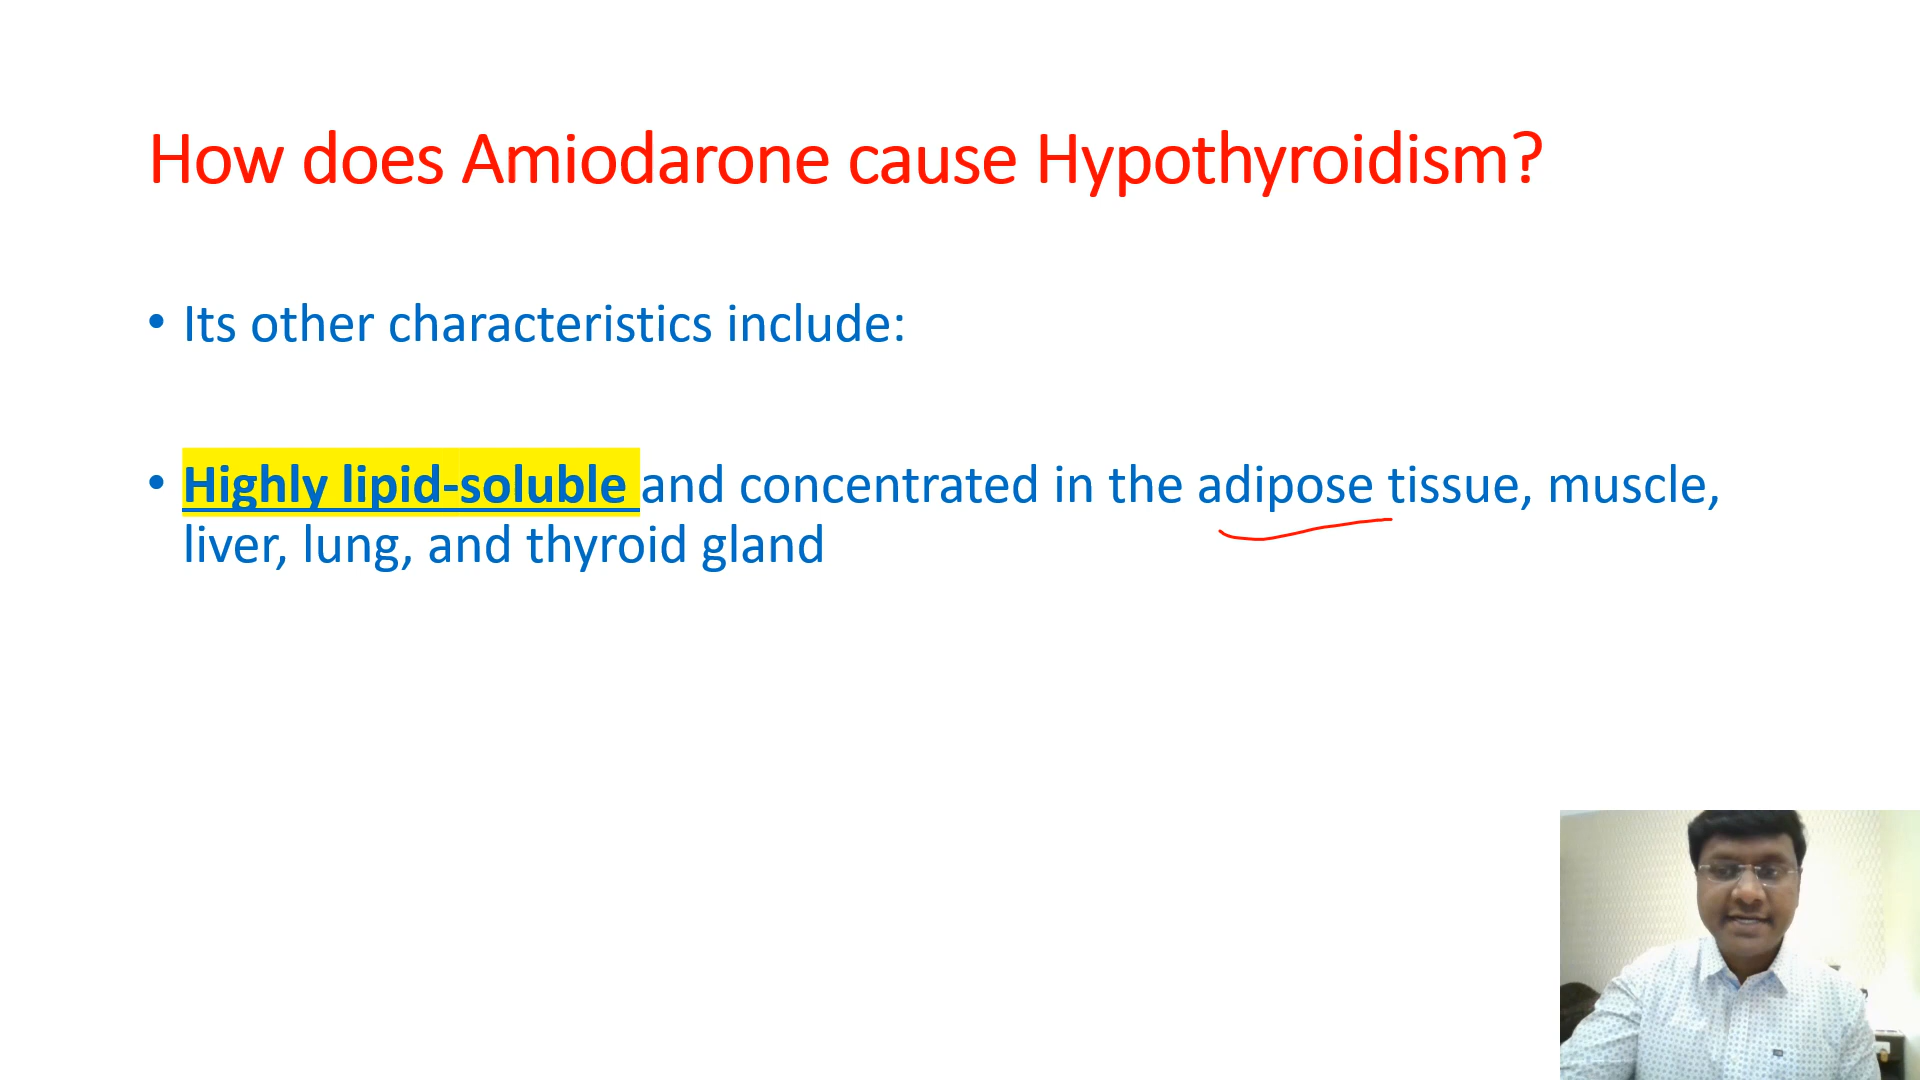 How does Amiodarone cause Hypothyroidism?
• Its other characteristics include:
• Highly lipid-soluble and concentrated in the adipose tissue, muscle,
liver, lung, and thyroid gland